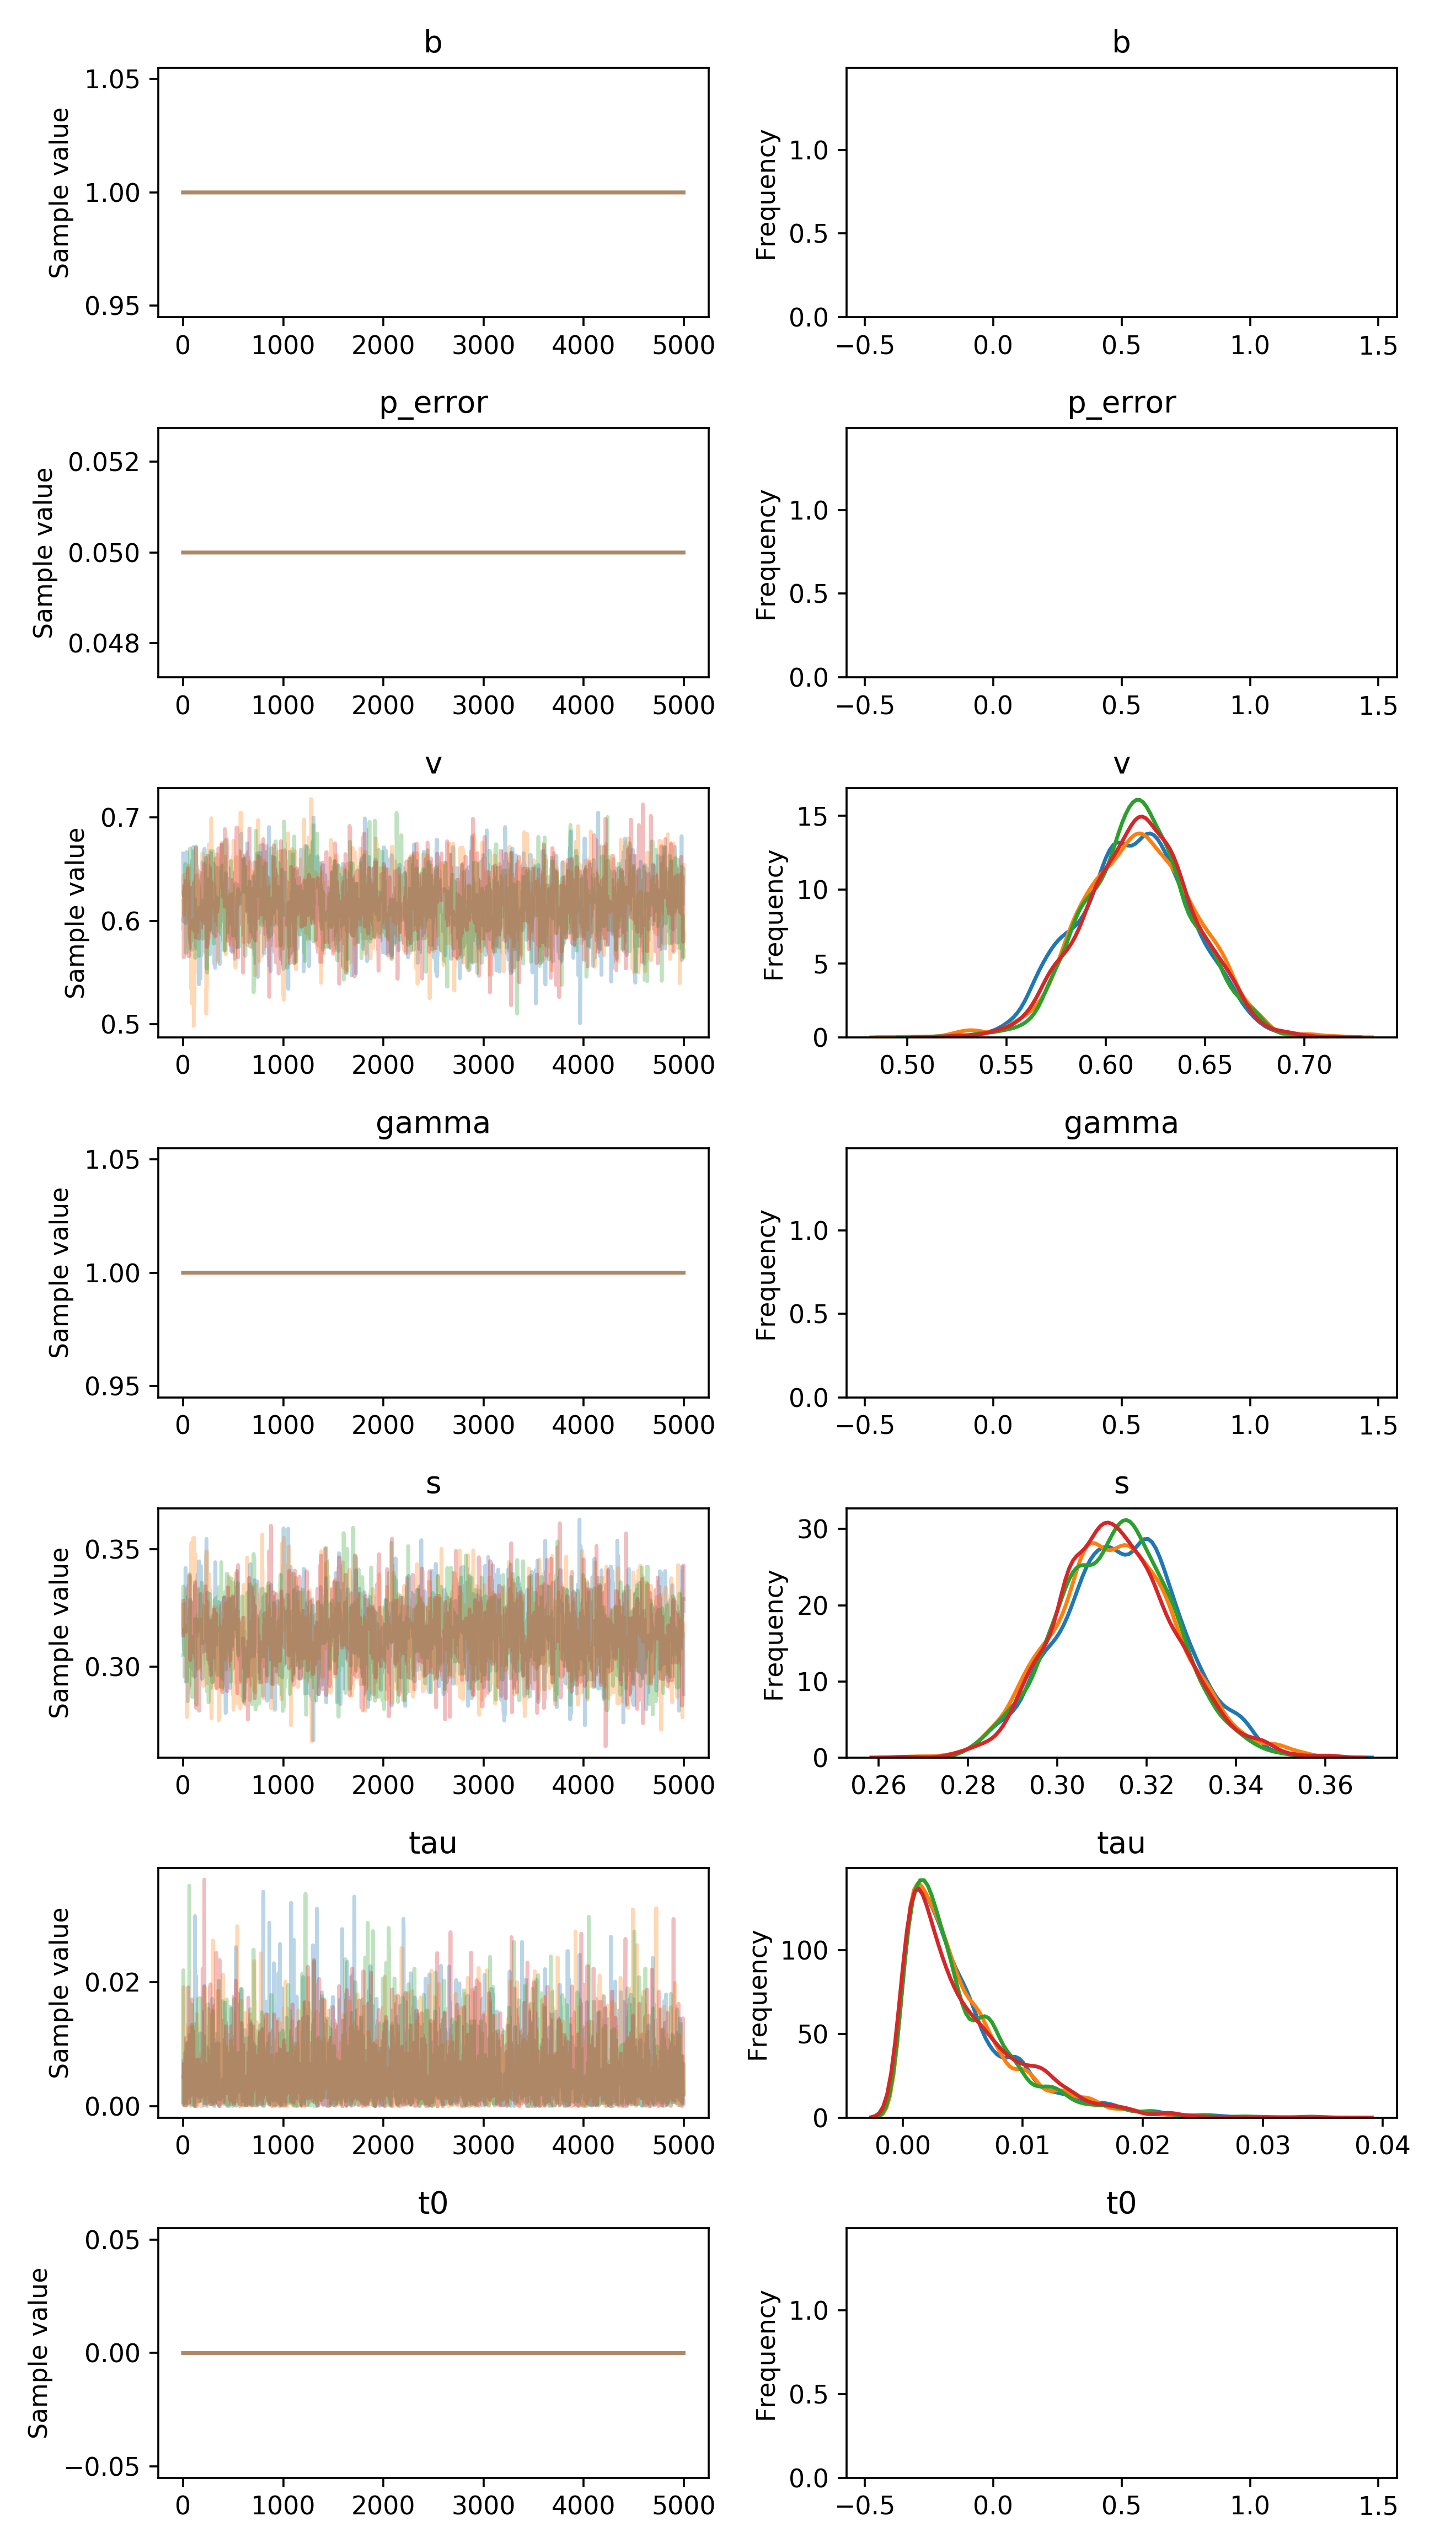 b
b
Sample value
1.05
1.00
0.95
0 1000 2000 3000 4000 5000
Frequency
1.0
0.5
0.0
−0.5 0.0 0.5 1.0 1.5
p_error
p_error
Sample value
0.052
0.050
0.048
0 1000 2000 3000 4000 5000
Frequency
1.0
0.5
0.0
−0.5 0.0 0.5 1.0 1.5
v
v
Sample value
0.7
0.6
0.5
0 1000 2000 3000 4000 5000
Frequency
15
10
5
0
0.50 0.55 0.60 0.65 0.70
gamma
gamma
Sample value
1.05
1.00
0.95
0 1000 2000 3000 4000 5000
Frequency
1.0
0.5
0.0
−0.5 0.0 0.5 1.0 1.5
s
s
Sample value
0.35
0.30
0 1000 2000 3000 4000 5000
Frequency
30
20
10
0
0.26 0.28 0.30 0.32 0.34 0.36
tau
tau
Sample value
0.02
0.00
0 1000 2000 3000 4000 5000
Frequency
100
50
0
0.00 0.01 0.02 0.03 0.04
t0
t0
Sample value
0.05
0.00
−0.05
0 1000 2000 3000 4000 5000
Frequency
1.0
0.5
0.0
−0.5 0.0 0.5 1.0 1.5